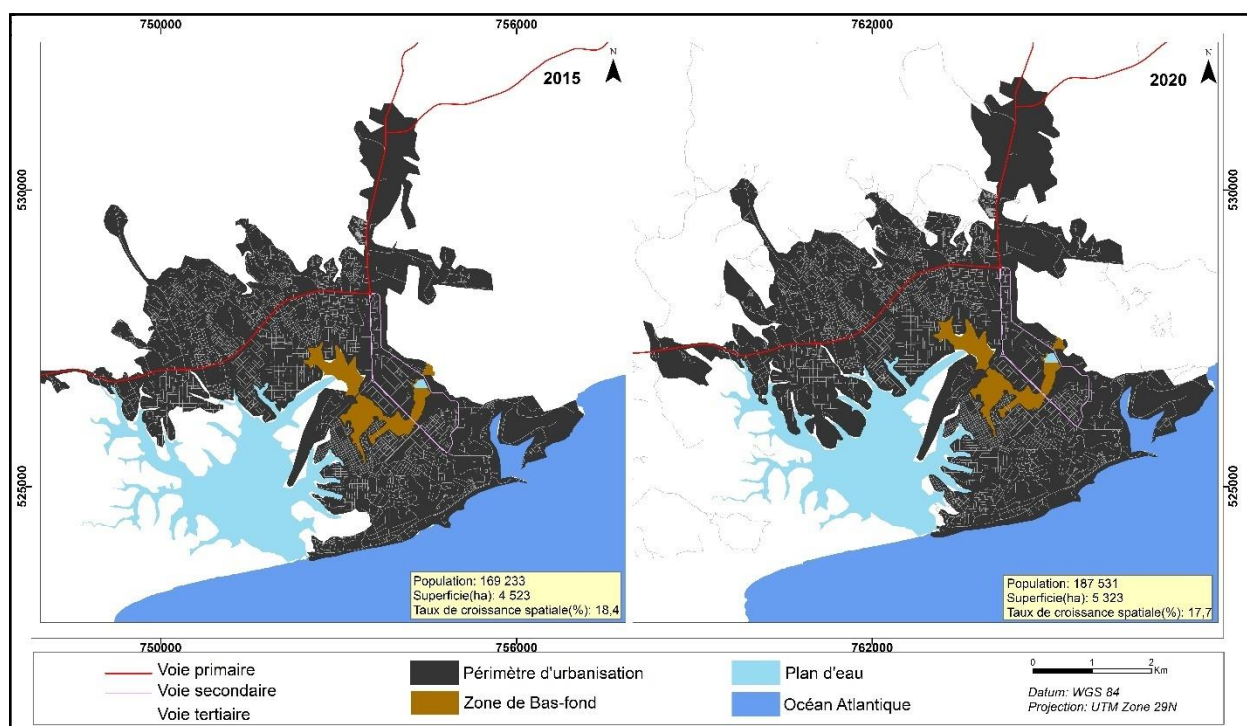 750000
756000
762000
2015
N
2020
N
530000
530000
525000
525000
Population: 169 233
Superficie(ha): 4 523
Taux de croissance spatiale(%): 18,4
Population: 187 531
Superficie(ha): 5 323
Taux de croissance spatiale(%): 17,7
750000
756000
762000
Voie primaire
Voie secondaire
Voie tertiaire
Périmètre d'urbanisation
Zone de Bas-fond
Plan d'eau
Océan Atlantique
0 1 2
Km
Datum: WGS 84
Projection: UTM Zone 29N